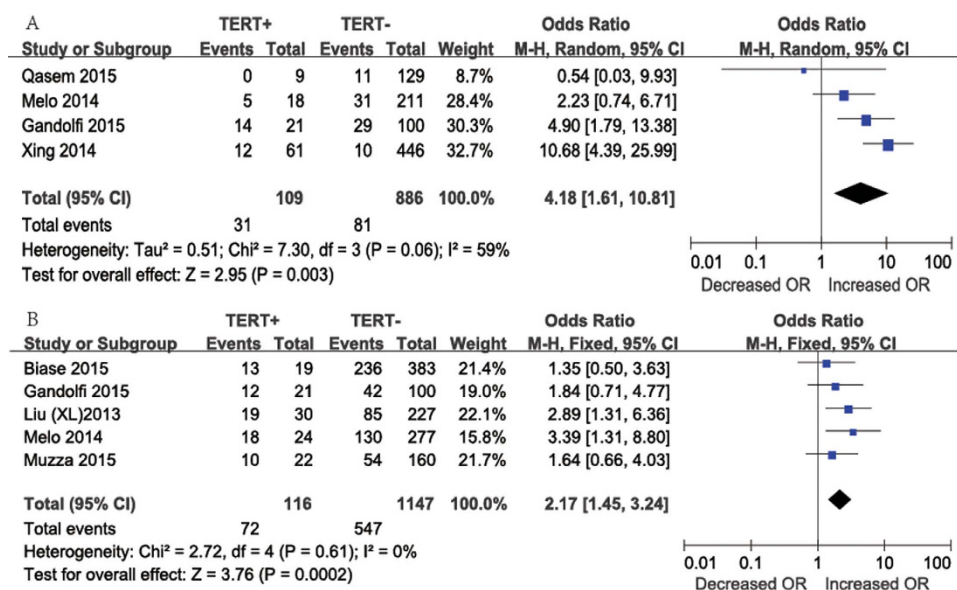 A
TERT+ TERT- Odds Ratio Odds Ratio
Study or Subgroup Events Total Events Total Weight M-H, Random, 95% CI M-H, Random, 95% CI
Qasem 2015 0 9 11 129 8.7% 0.54 [0.03, 9.93]
Melo 2014 5 18 31 211 28.4% 2.23 [0.74, 6.71]
Gandolfi 2015 14 21 29 100 30.3% 4.90 [1.79, 13.38]
Xing 2014 12 61 10 446 32.7% 10.68 [4.39, 25.99]
Total (95% CI) 109 886 100.0% 4.18 [1.61, 10.81]
Total events 31 81
Heterogeneity: Tau² = 0.51; Chi² = 7.30, df = 3 (P = 0.06); I² = 59%
Test for overall effect: Z = 2.95 (P = 0.003)
0.01 0.1 1 10 100
Decreased OR Increased OR
B
TERT+ TERT- Odds Ratio Odds Ratio
Study or Subgroup Events Total Events Total Weight M-H, Fixed, 95% CI M-H, Fixed, 95% CI
Biase 2015 13 19 236 383 21.4% 1.35 [0.50, 3.63]
Gandolfi 2015 12 21 42 100 19.0% 1.84 [0.71, 4.77]
Liu (XL)2013 19 30 85 227 22.1% 2.89 [1.31, 6.36]
Melo 2014 18 24 130 277 15.8% 3.39 [1.31, 8.80]
Muzza 2015 10 22 54 160 21.7% 1.64 [0.66, 4.03]
Total (95% CI) 116 1147 100.0% 2.17 [1.45, 3.24]
Total events 72 547
Heterogeneity: Chi² = 2.72, df = 4 (P = 0.61); I² = 0%
Test for overall effect: Z = 3.76 (P = 0.0002)
0.01 0.1 1 10 100
Decreased OR Increased OR